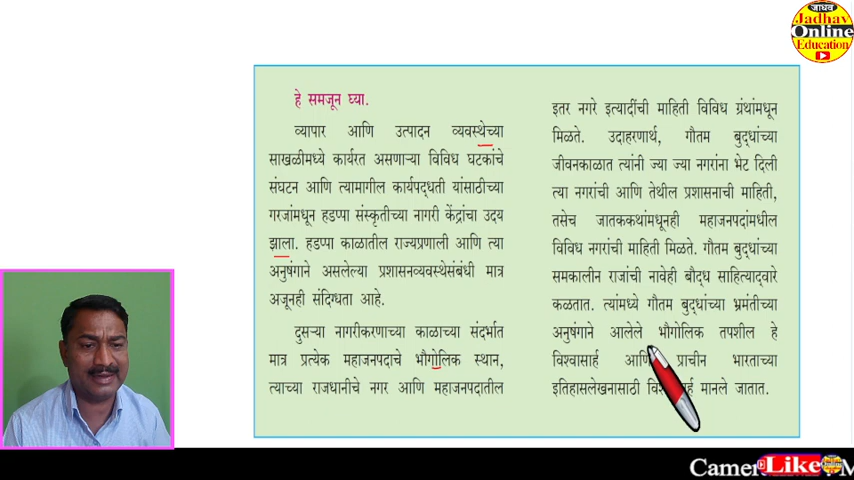 जाधव
Jadhav
Online
Education
हे समजून घ्या.
व्यापार आणि उत्पादन व्यवस्थेच्या
साखळीमध्ये कार्यरत असणाऱ्या विविध घटकांचे
संघटन आणि त्यामागील कार्यपद्धती यांसाठीच्या
गरजांमधून हडप्पा संस्कृतीच्या नागरी केंद्रांचा उदय
झाला. हडप्पा काळातील राज्यप्रणाली आणि त्या
अनुषंगाने असलेल्या प्रशासनव्यवस्थेसंबंधी मात्र
अजूनही संदिग्धता आहे.
दुसऱ्या नागरीकरणाच्या काळाच्या संदर्भात
मात्र प्रत्येक महाजनपदाचे भौगोलिक स्थान,
त्याच्या राजधानीचे नगर आणि महाजनपदातील
इतर नगरे इत्यादींची माहिती विविध ग्रंथांमधून
मिळते. उदाहरणार्थ, गौतम बुद्धांच्या
जीवनकाळात त्यांनी ज्या ज्या नगरांना भेट दिली
त्या नगरांची आणि तेथील प्रशासनाची माहिती,
तसेच जातककथांमधूनही महाजनपदांमधील
विविध नगरांची माहिती मिळते. गौतम बुद्धांच्या
समकालीन राजांची नावेही बौद्ध साहित्याद्वारे
कळतात. त्यांमध्ये गौतम बुद्धांच्या भ्रमंतीच्या
अनुषंगाने आलेले भौगोलिक तपशील हे
विश्वासार्ह आणि प्राचीन भारताच्या
इतिहासलेखनासाठी मानले जातात.
Like